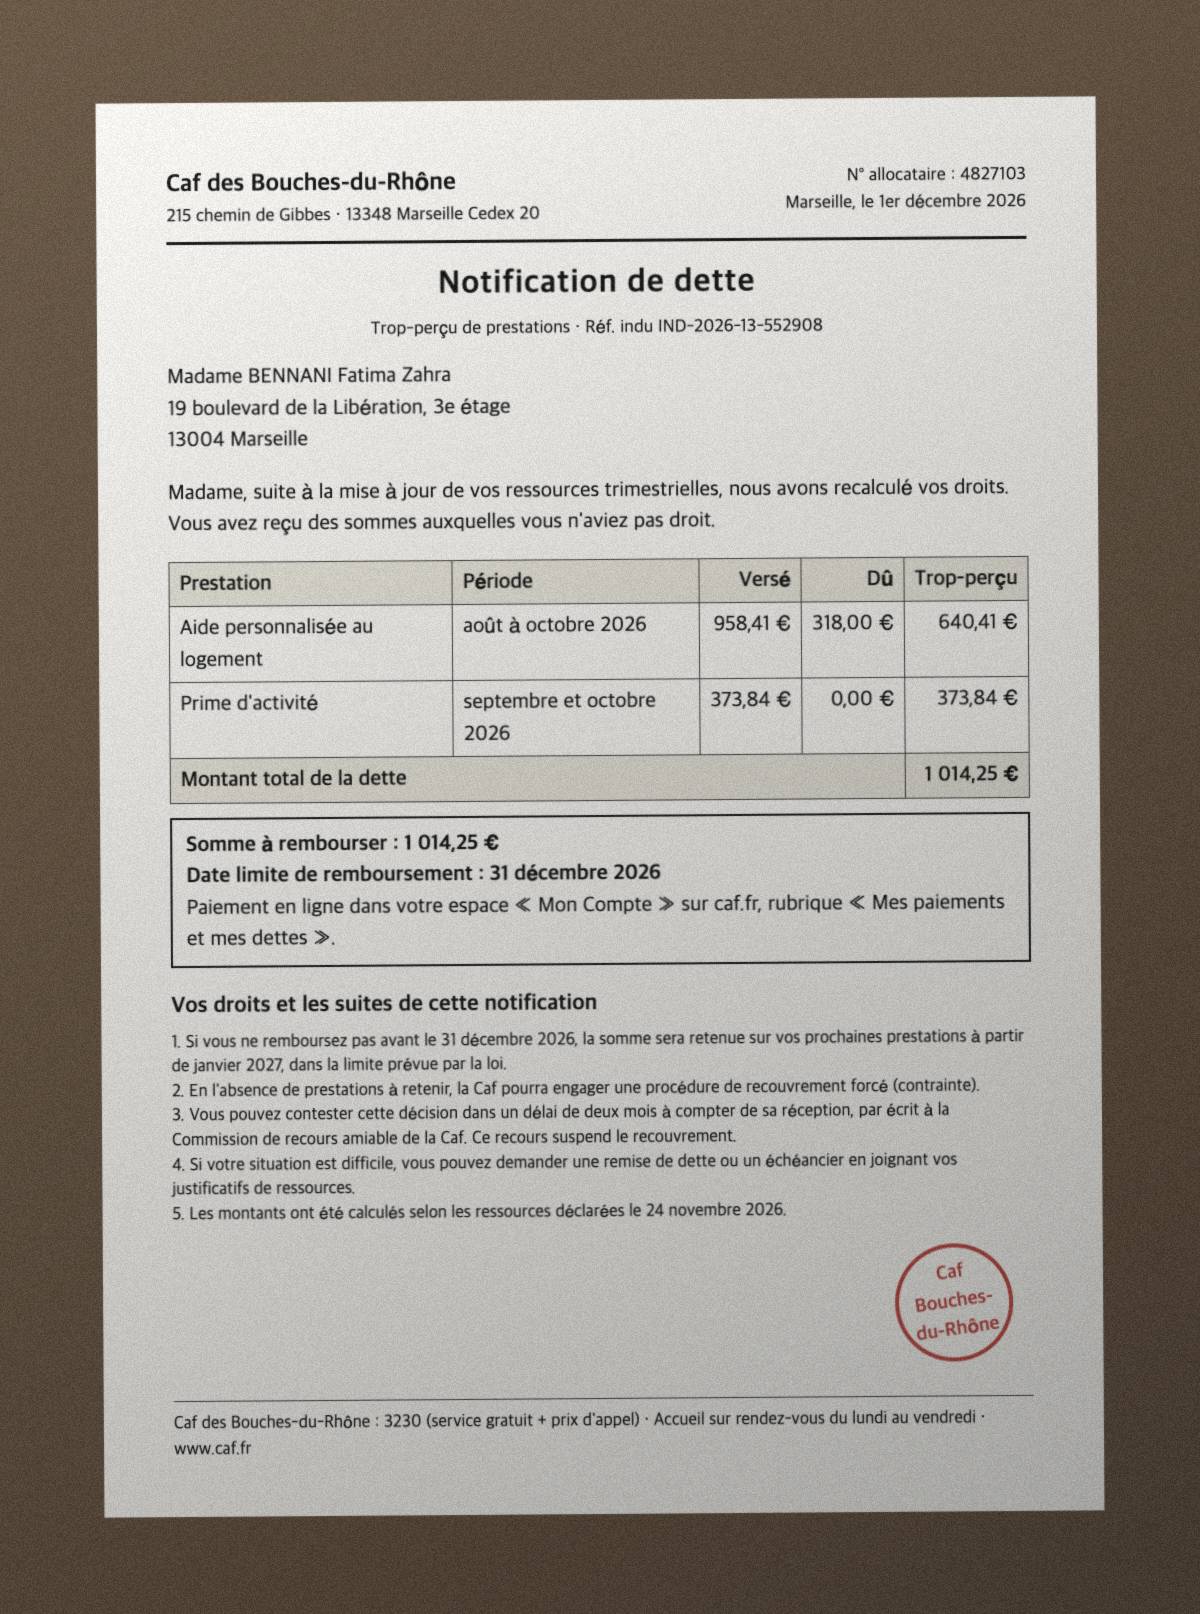 Caf des Bouches-du-Rhône
215 chemin de Gibbes · 13348 Marseille Cedex 20
N° allocataire : 4827103
Marseille, le 1er décembre 2026
Notification de dette
Trop-perçu de prestations · Réf. indu IND-2026-13-552908
Madame BENNANI Fatima Zahra
19 boulevard de la Libération, 3e étage
13004 Marseille
Madame, suite à la mise à jour de vos ressources trimestrielles, nous avons recalculé vos droits.
Vous avez reçu des sommes auxquelles vous n'aviez pas droit.
Prestation Période Versé Dû Trop-perçu
Aide personnalisée au logement août à octobre 2026 958,41 € 318,00 € 640,41 €
Prime d'activité septembre et octobre 2026 373,84 € 0,00 € 373,84 €
Montant total de la dette 1 014,25 €
Somme à rembourser : 1 014,25 €
Date limite de remboursement : 31 décembre 2026
Paiement en ligne dans votre espace « Mon Compte » sur caf.fr, rubrique « Mes paiements
et mes dettes ».
Vos droits et les suites de cette notification
1. Si vous ne remboursez pas avant le 31 décembre 2026, la somme sera retenue sur vos prochaines prestations à partir
de janvier 2027, dans la limite prévue par la loi.
2. En l'absence de prestations à retenir, la Caf pourra engager une procédure de recouvrement forcé (contrainte).
3. Vous pouvez contester cette décision dans un délai de deux mois à compter de sa réception, par écrit à la
Commission de recours amiable de la Caf. Ce recours suspend le recouvrement.
4. Si votre situation est difficile, vous pouvez demander une remise de dette ou un échéancier en joignant vos
justificatifs de ressources.
5. Les montants ont été calculés selon les ressources déclarées le 24 novembre 2026.
Caf
Bouches-
du-Rhône
Caf des Bouches-du-Rhône : 3230 (service gratuit + prix d'appel) · Accueil sur rendez-vous du lundi au vendredi ·
www.caf.fr